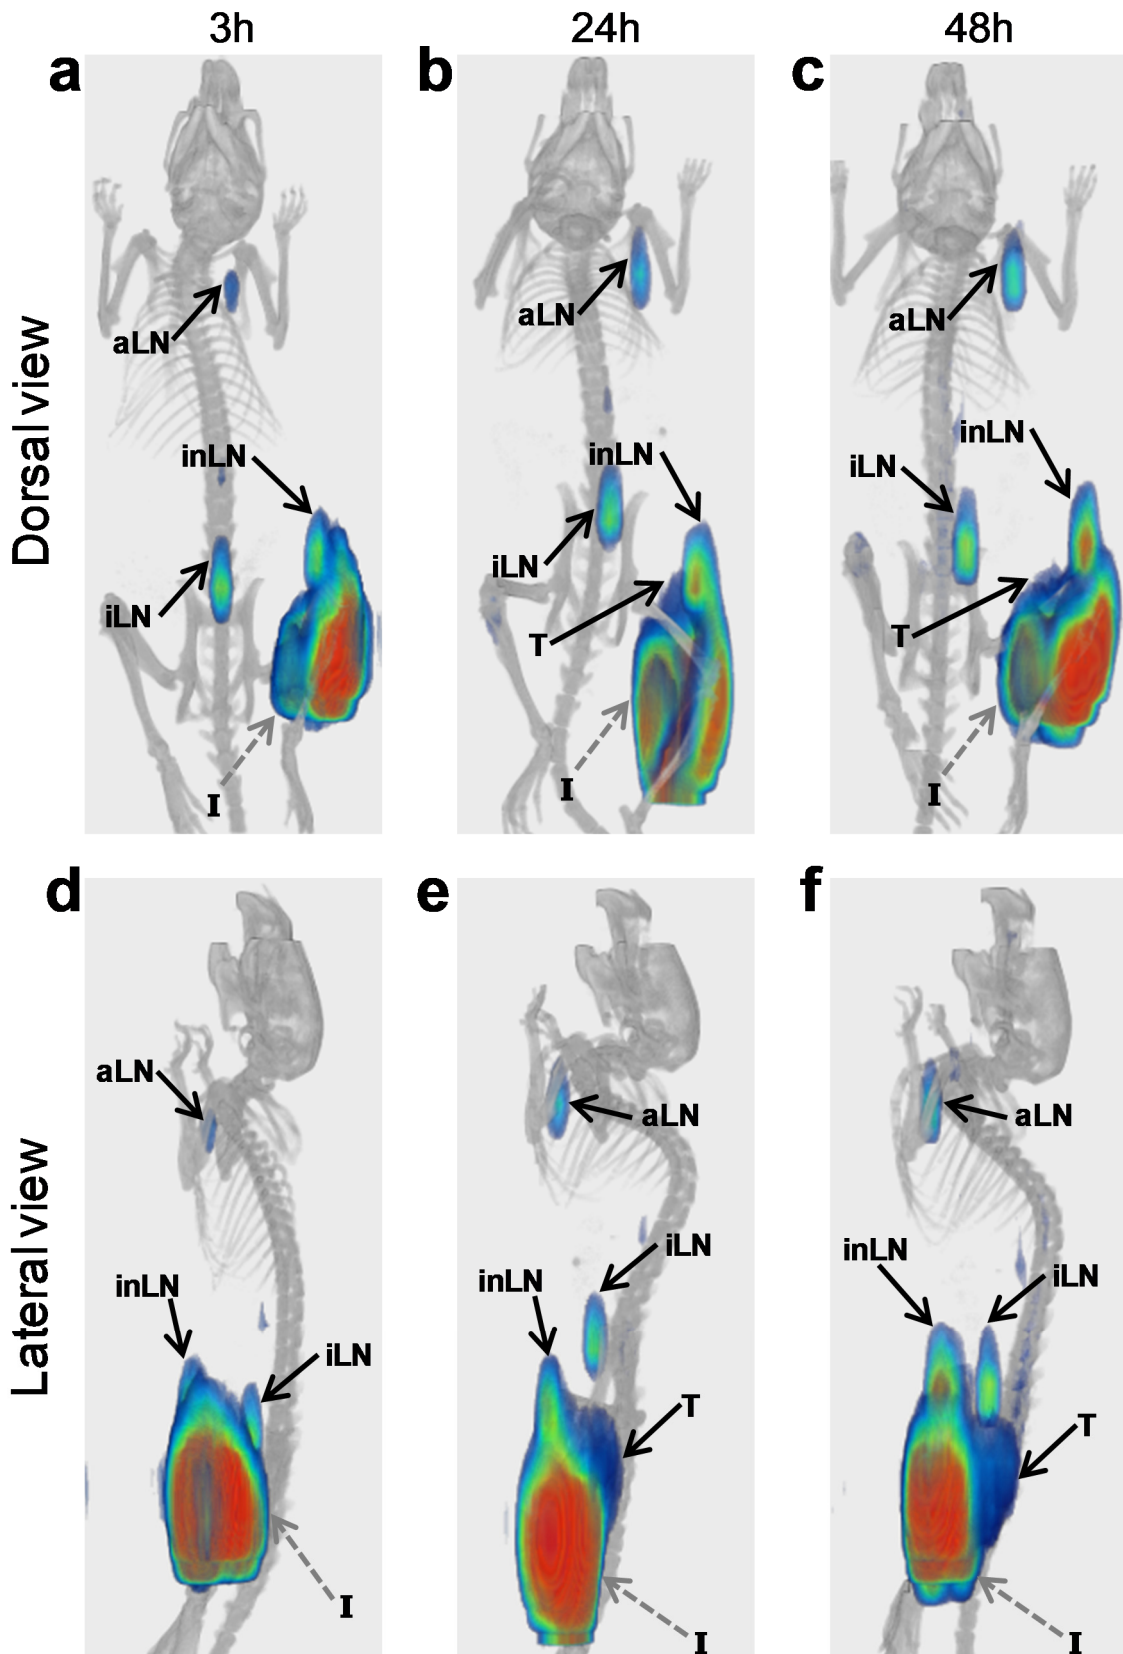 3h
24h
48h
a
b
c
Dorsal view
aLN
aLN
aLN
inLN
inLN
inLN
iLN
iLN
iLN
T
T
I
I
I
d
e
f
Lateral view
aLN
aLN
aLN
inLN
iLN
inLN
iLN
inLN
iLN
T
T
I
I
I